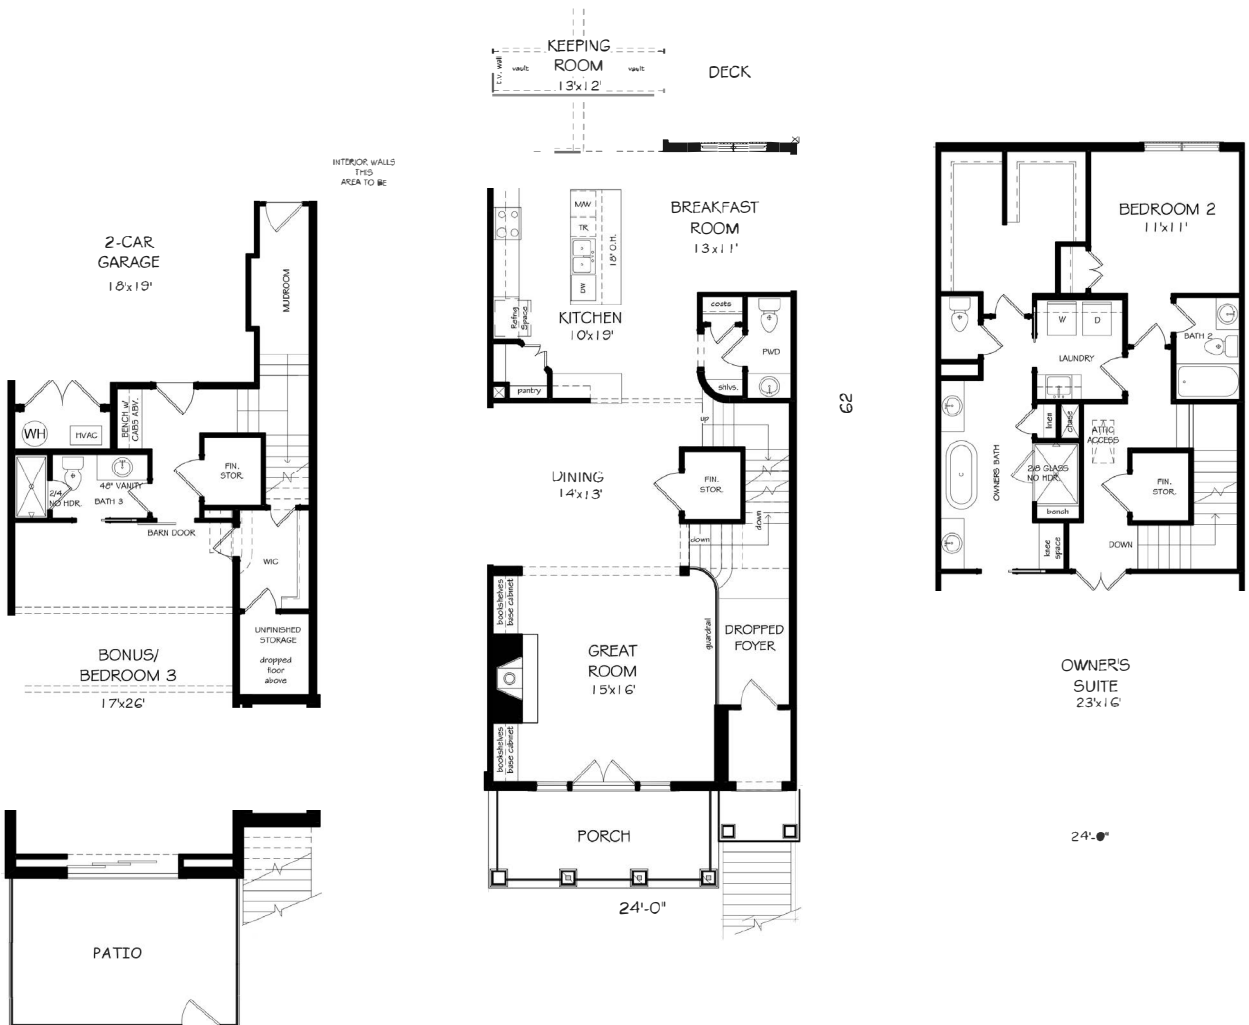 INTERIOR WALLS
THIS
AREA TO BE
2-CAR
GARAGE
18'x19'
MUDROOM
BENCH w/
CABS ABV.
WH
HVAC
FIN.
STOR.
48" VANITY
2/4
NO HDR.
BATH 3
BARN DOOR
WIC
UNFINISHED
STORAGE
dropped
floor
above
BONUS/
BEDROOM 3
17'x26'
PATIO
KEEPING
ROOM
13'x12'
t.v. wall
vault
vault
DECK
M/W
TR.
18" O.H.
DW
BREAKFAST
ROOM
13x11'
Refrig
Space
KITCHEN
10'x19'
pantry
coats
PWD
shlvs.
up
DINING
14'x13'
FIN.
STOR.
down
down
bookshelves
base cabinet
GREAT
ROOM
15'x16'
guardrail
DROPPED
FOYER
bookshelves
base cabinet
PORCH
24'-0"
62
BEDROOM 2
11'x11'
W
D
LAUNDRY
BATH 2
linen
chase
ATTIC
ACCESS
OWNERS BATH
2/8 GLASS
NO HDR.
bench
FIN.
STOR.
knee
space
DOWN
OWNER'S
SUITE
23'x16'